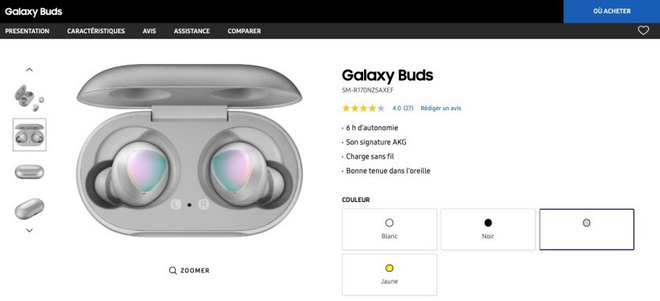 Galaxy Buds
OÙ ACHETER
PRESENTATION CARACTÉRISTIQUES AVIS ASSISTANCE COMPARER
Galaxy Buds
SM-R170NZSAXEF
4.0 (27) Rédiger un avis
· 6 h d'autonomie
· Son signature AKG
· Charge sans fil
· Bonne tenue dans l'oreille
L R
ZOOMER
COULEUR
Blanc
Noir
Jaune